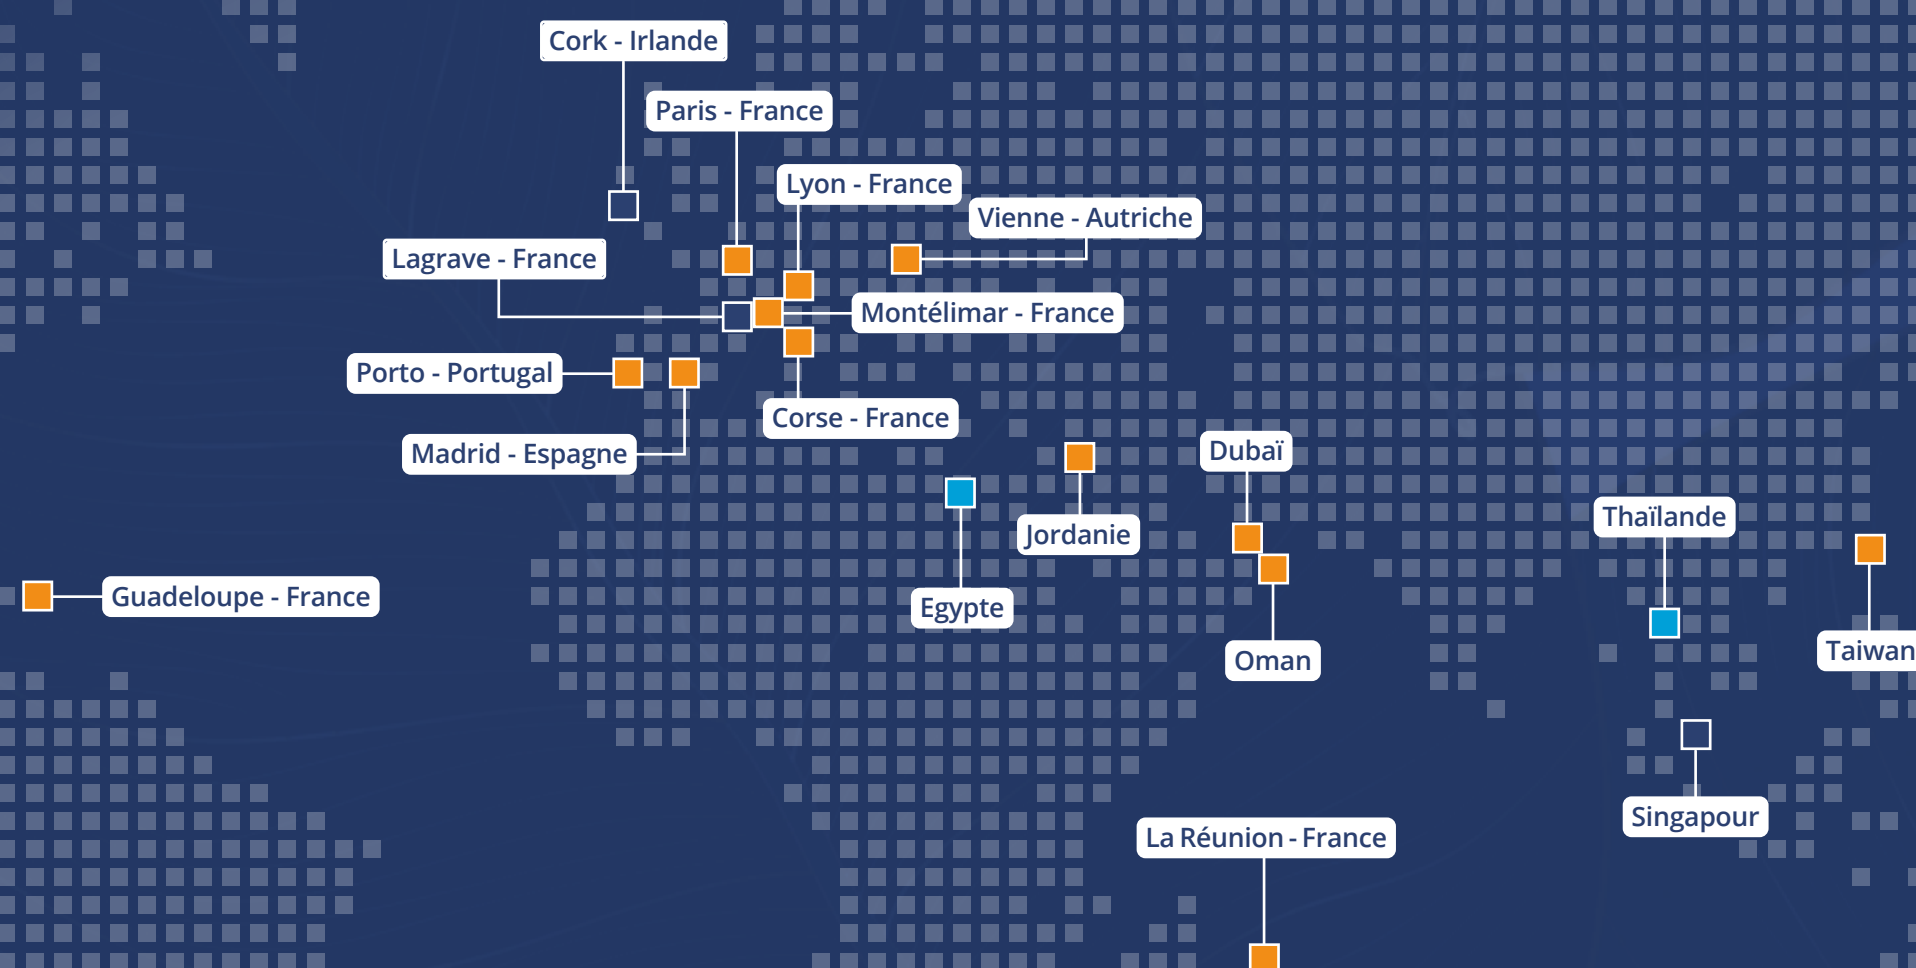 Cork - Irlande
Paris - France
Lyon - France
Vienne - Autriche
Lagrave - France
Montélimar - France
Porto - Portugal
Corse - France
Madrid - Espagne
Dubaï
Jordanie
Thaïlande
Guadeloupe - France
Egypte
Oman
Taiwan
Singapour
La Réunion - France